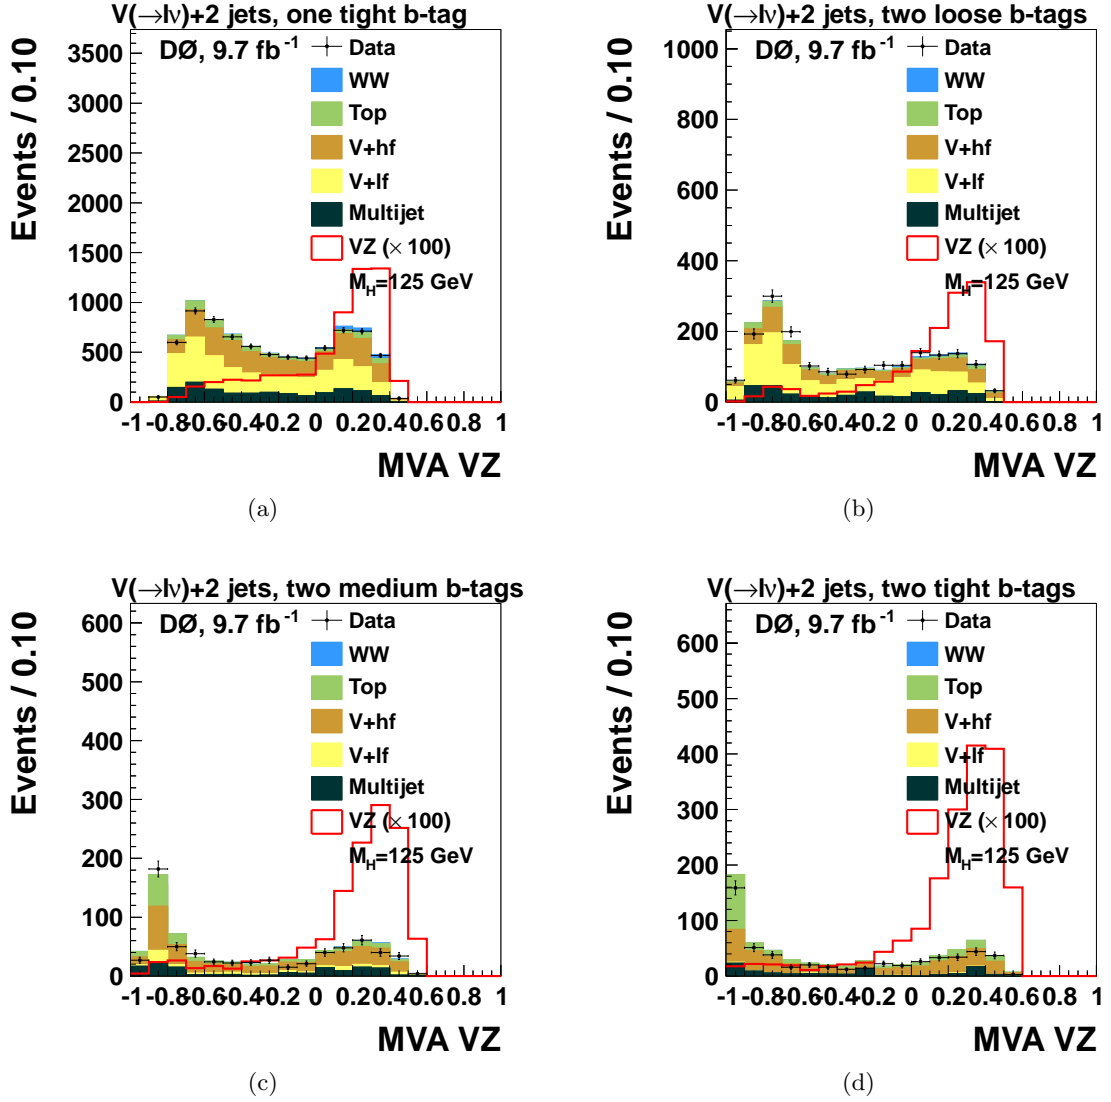 V(→lν)+2 jets, one tight b-tag
DØ, 9.7 fb⁻¹
Data
WW
Top
V+hf
V+lf
Multijet
VZ (× 100)
M_H=125 GeV
Events / 0.10
3500
3000
2500
2000
1500
1000
500
0
-1 -0.8 -0.6 -0.4 -0.2 0 0.2 0.4 0.6 0.8 1
MVA VZ
(a)
V(→lν)+2 jets, two loose b-tags
DØ, 9.7 fb⁻¹
Data
WW
Top
V+hf
V+lf
Multijet
VZ (× 100)
M_H=125 GeV
Events / 0.10
1000
800
600
400
200
0
-1 -0.8 -0.6 -0.4 -0.2 0 0.2 0.4 0.6 0.8 1
MVA VZ
(b)
V(→lν)+2 jets, two medium b-tags
DØ, 9.7 fb⁻¹
Data
WW
Top
V+hf
V+lf
Multijet
VZ (× 100)
M_H=125 GeV
Events / 0.10
600
500
400
300
200
100
0
-1 -0.8 -0.6 -0.4 -0.2 0 0.2 0.4 0.6 0.8 1
MVA VZ
(c)
V(→lν)+2 jets, two tight b-tags
DØ, 9.7 fb⁻¹
Data
WW
Top
V+hf
V+lf
Multijet
VZ (× 100)
M_H=125 GeV
Events / 0.10
600
500
400
300
200
100
0
-1 -0.8 -0.6 -0.4 -0.2 0 0.2 0.4 0.6 0.8 1
MVA VZ
(d)